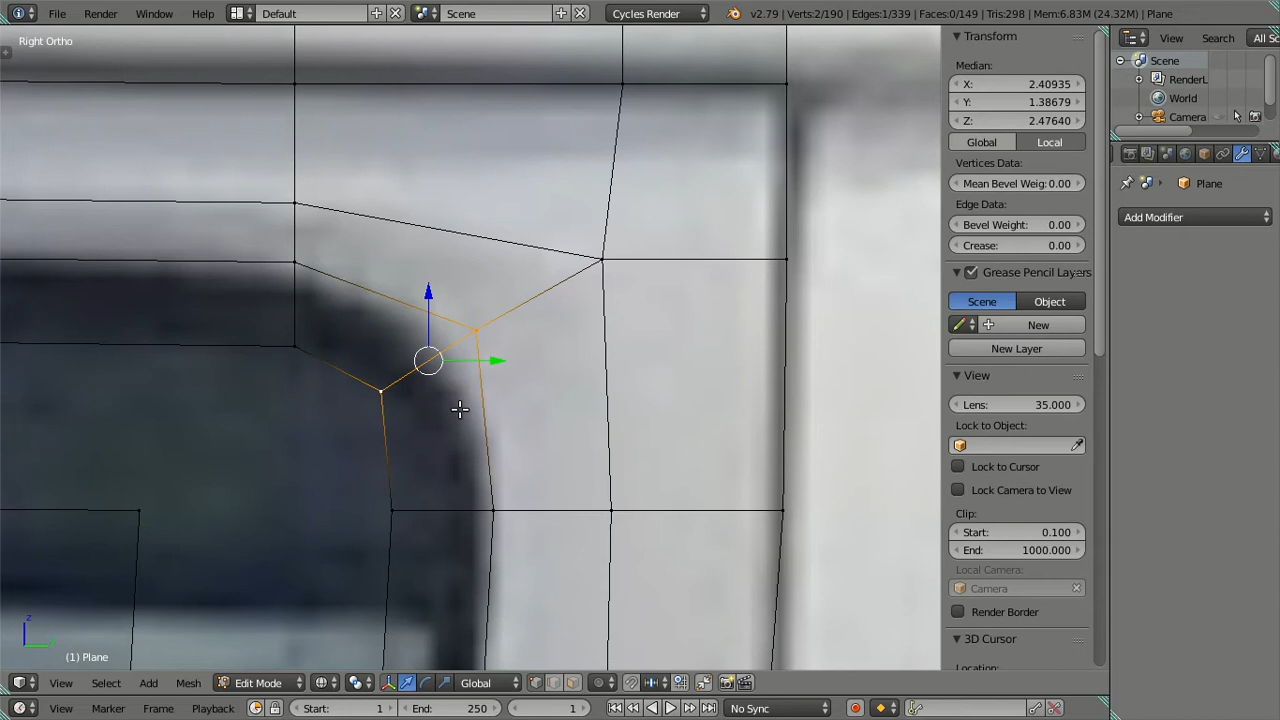 File Render Window Help Default Scene Cycles Render v2.79 | Verts:2/190 | Edges:1/339 | Faces:0/149 | Tris:298 | Mem:6.83M (24.32M) | Plane
Right Ortho
(1) Plane
z
Transform
Median:
X: 2.40935
Y: 1.38679
Z: 2.47640
Global Local
Vertices Data:
Mean Bevel Weig: 0.00
Edge Data:
Bevel Weight: 0.00
Crease: 0.00
Grease Pencil Layers
Scene Object
New
New Layer
View
Lens: 35.000
Lock to Object:
Lock to Cursor
Lock Camera to View
Clip:
Start: 0.100
End: 1000.000
Local Camera:
Camera
Render Border
3D Cursor
View Search All Sc
Scene
RenderL
World
Camera
Plane
Add Modifier
View Select Add Mesh Edit Mode Global
View Marker Frame Playback Start: 1 End: 250 1 No Sync